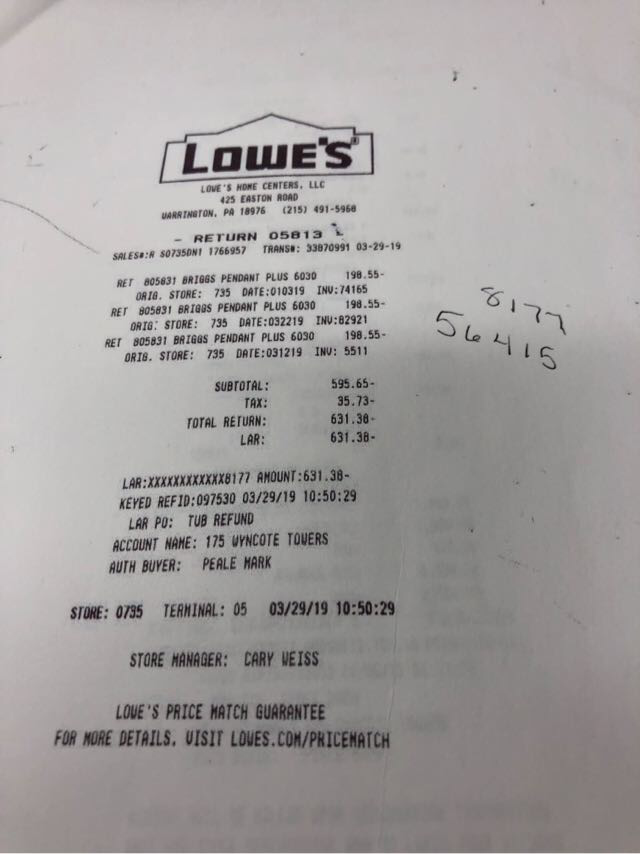 LOWE'S
LOWE'S HOME CENTERS, LLC
425 EASTON ROAD
WARRINGTON, PA 18976 (215) 491-5968
- RETURN 05813
SALES#:R S0735DN1 1766957 TRANS#: 33870991 03-29-19
RET 805831 BRIGGS PENDANT PLUS 6030 198.55-
ORIG. STORE: 735 DATE:010319 INV:74165
RET 805831 BRIGGS PENDANT PLUS 6030 198.55-
ORIG. STORE: 735 DATE:032219 INV:82921
RET 805831 BRIGGS PENDANT PLUS 6030 198.55-
ORIG. STORE: 735 DATE:031219 INV: 5511
8177
56415
SUBTOTAL: 595.65-
TAX: 35.73-
TOTAL RETURN: 631.38-
LAR: 631.38-
LAR:XXXXXXXXXXXX8177 AMOUNT:631.38-
KEYED REFID:097530 03/29/19 10:50:29
LAR PO: TUB REFUND
ACCOUNT NAME: 175 WYNCOTE TOWERS
AUTH BUYER: PEALE MARK
STORE: 0735 TERMINAL: 05 03/29/19 10:50:29
STORE MANAGER: CARY WEISS
LOWE'S PRICE MATCH GUARANTEE
FOR MORE DETAILS, VISIT LOWES.COM/PRICEMATCH